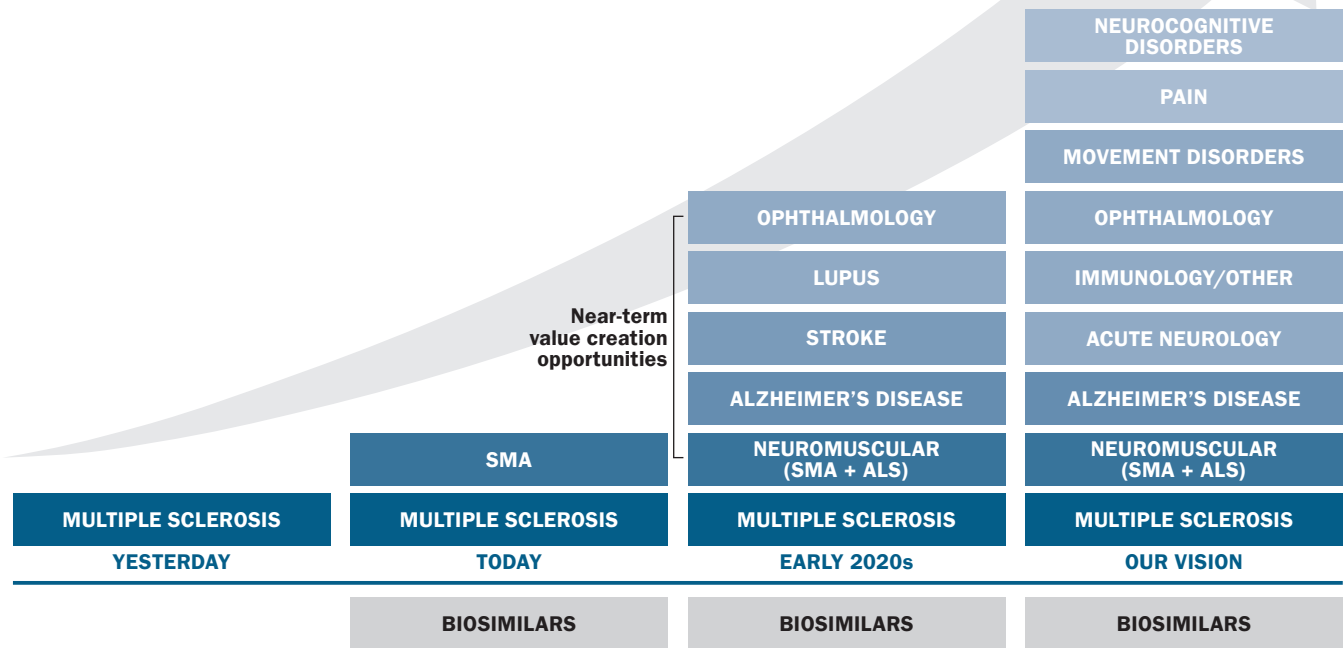 NEUROCOGNITIVE
DISORDERS
PAIN
MOVEMENT DISORDERS
OPHTHALMOLOGY
OPHTHALMOLOGY
LUPUS
IMMUNOLOGY/OTHER
Near-term
value creation
opportunities
STROKE
ACUTE NEUROLOGY
ALZHEIMER'S DISEASE
ALZHEIMER'S DISEASE
SMA
NEUROMUSCULAR
(SMA + ALS)
NEUROMUSCULAR
(SMA + ALS)
MULTIPLE SCLEROSIS
MULTIPLE SCLEROSIS
MULTIPLE SCLEROSIS
MULTIPLE SCLEROSIS
YESTERDAY
TODAY
EARLY 2020s
OUR VISION
BIOSIMILARS
BIOSIMILARS
BIOSIMILARS